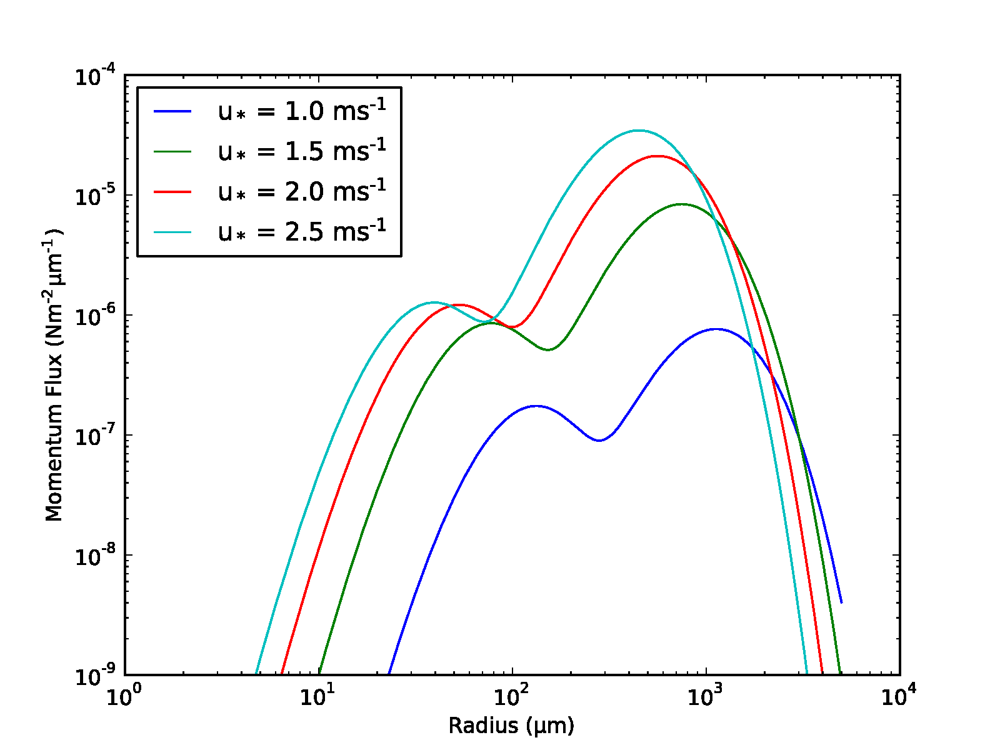 10⁻⁴
u* = 1.0 ms⁻¹
u* = 1.5 ms⁻¹
10⁻⁵
u* = 2.0 ms⁻¹
u* = 2.5 ms⁻¹
Momentum Flux (Nm⁻²µm⁻¹)
10⁻⁶
10⁻⁷
10⁻⁸
10⁻⁹
10⁰ 10¹ 10² 10³ 10⁴
Radius (µm)